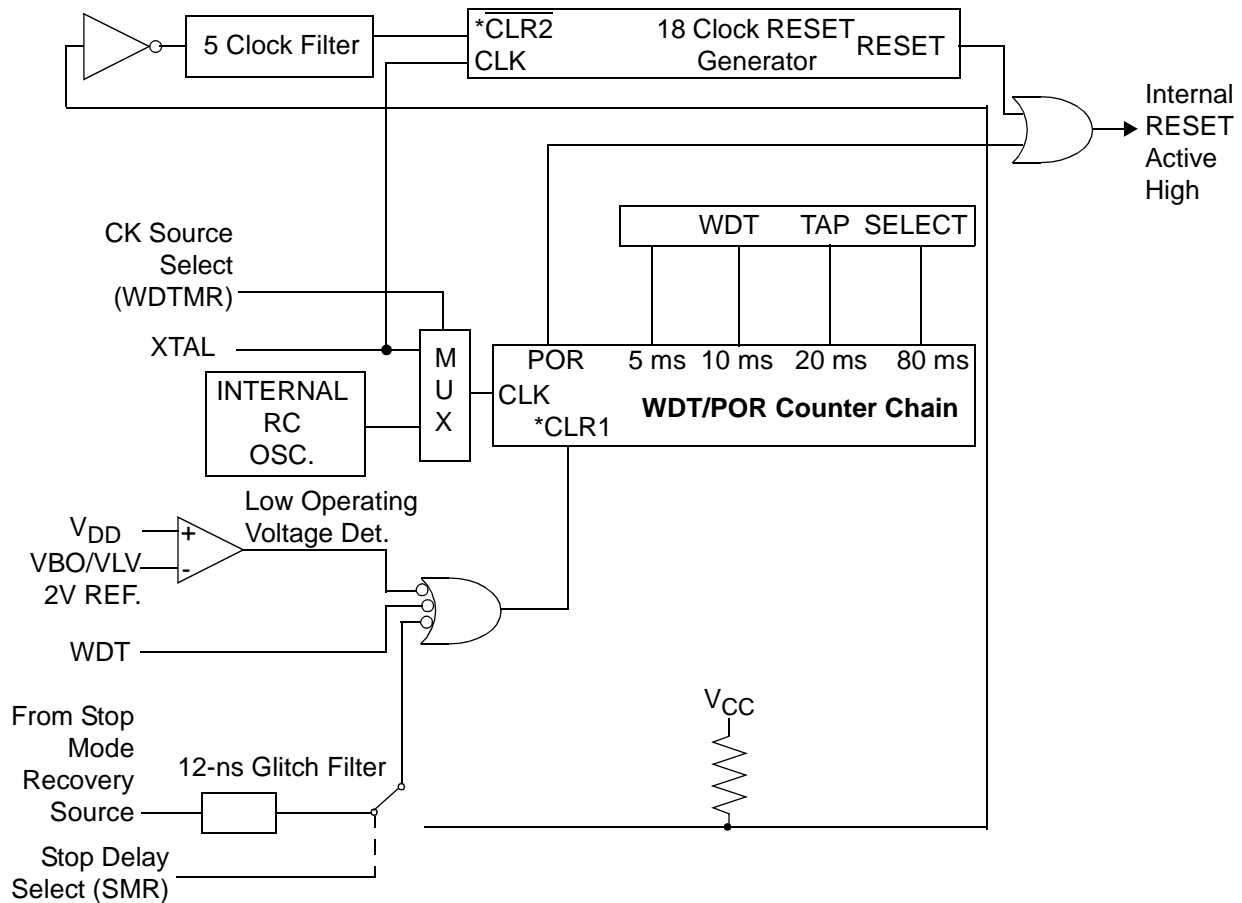 5 Clock Filter
*CLR2
CLK
18 Clock RESET
Generator
RESET
Internal
RESET
Active
High
WDT TAP SELECT
CK Source
Select
(WDTMR)
XTAL
M
U
X
INTERNAL
RC
OSC.
POR
5 ms
10 ms
20 ms
80 ms
CLK
WDT/POR Counter Chain
*CLR1
Low Operating
Voltage Det.
VDD
+
VBO/VLV
-
2V REF.
WDT
VCC
From Stop
Mode
Recovery
Source
12-ns Glitch Filter
Stop Delay
Select (SMR)